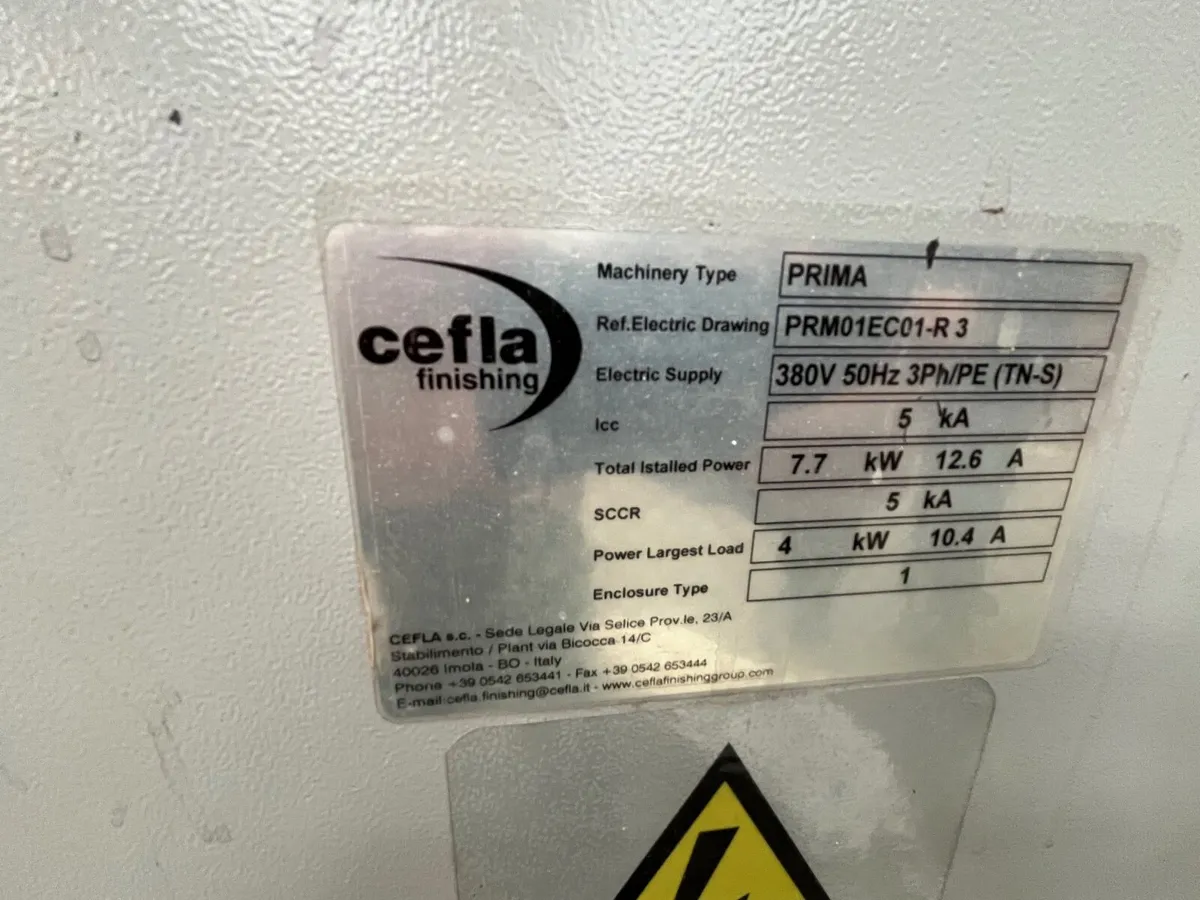 cefla
finishing
Machinery Type PRIMA
Ref.Electric Drawing PRM01EC01-R 3
Electric Supply 380V 50Hz 3Ph/PE (TN-S)
Icc 5 kA
Total Istalled Power 7.7 kW 12.6 A
SCCR 5 kA
Power Largest Load 4 kW 10.4 A
Enclosure Type 1
CEFLA s.c. - Sede Legale Via Selice Prov.le, 23/A
Stabilimento / Plant via Bicocca 14/C
40026 Imola - BO - Italy
Phone +39 0542 653441 - Fax +39 0542 653444
E-mail:cefla.finishing@cefla.it - www.ceflafinishinggroup.com